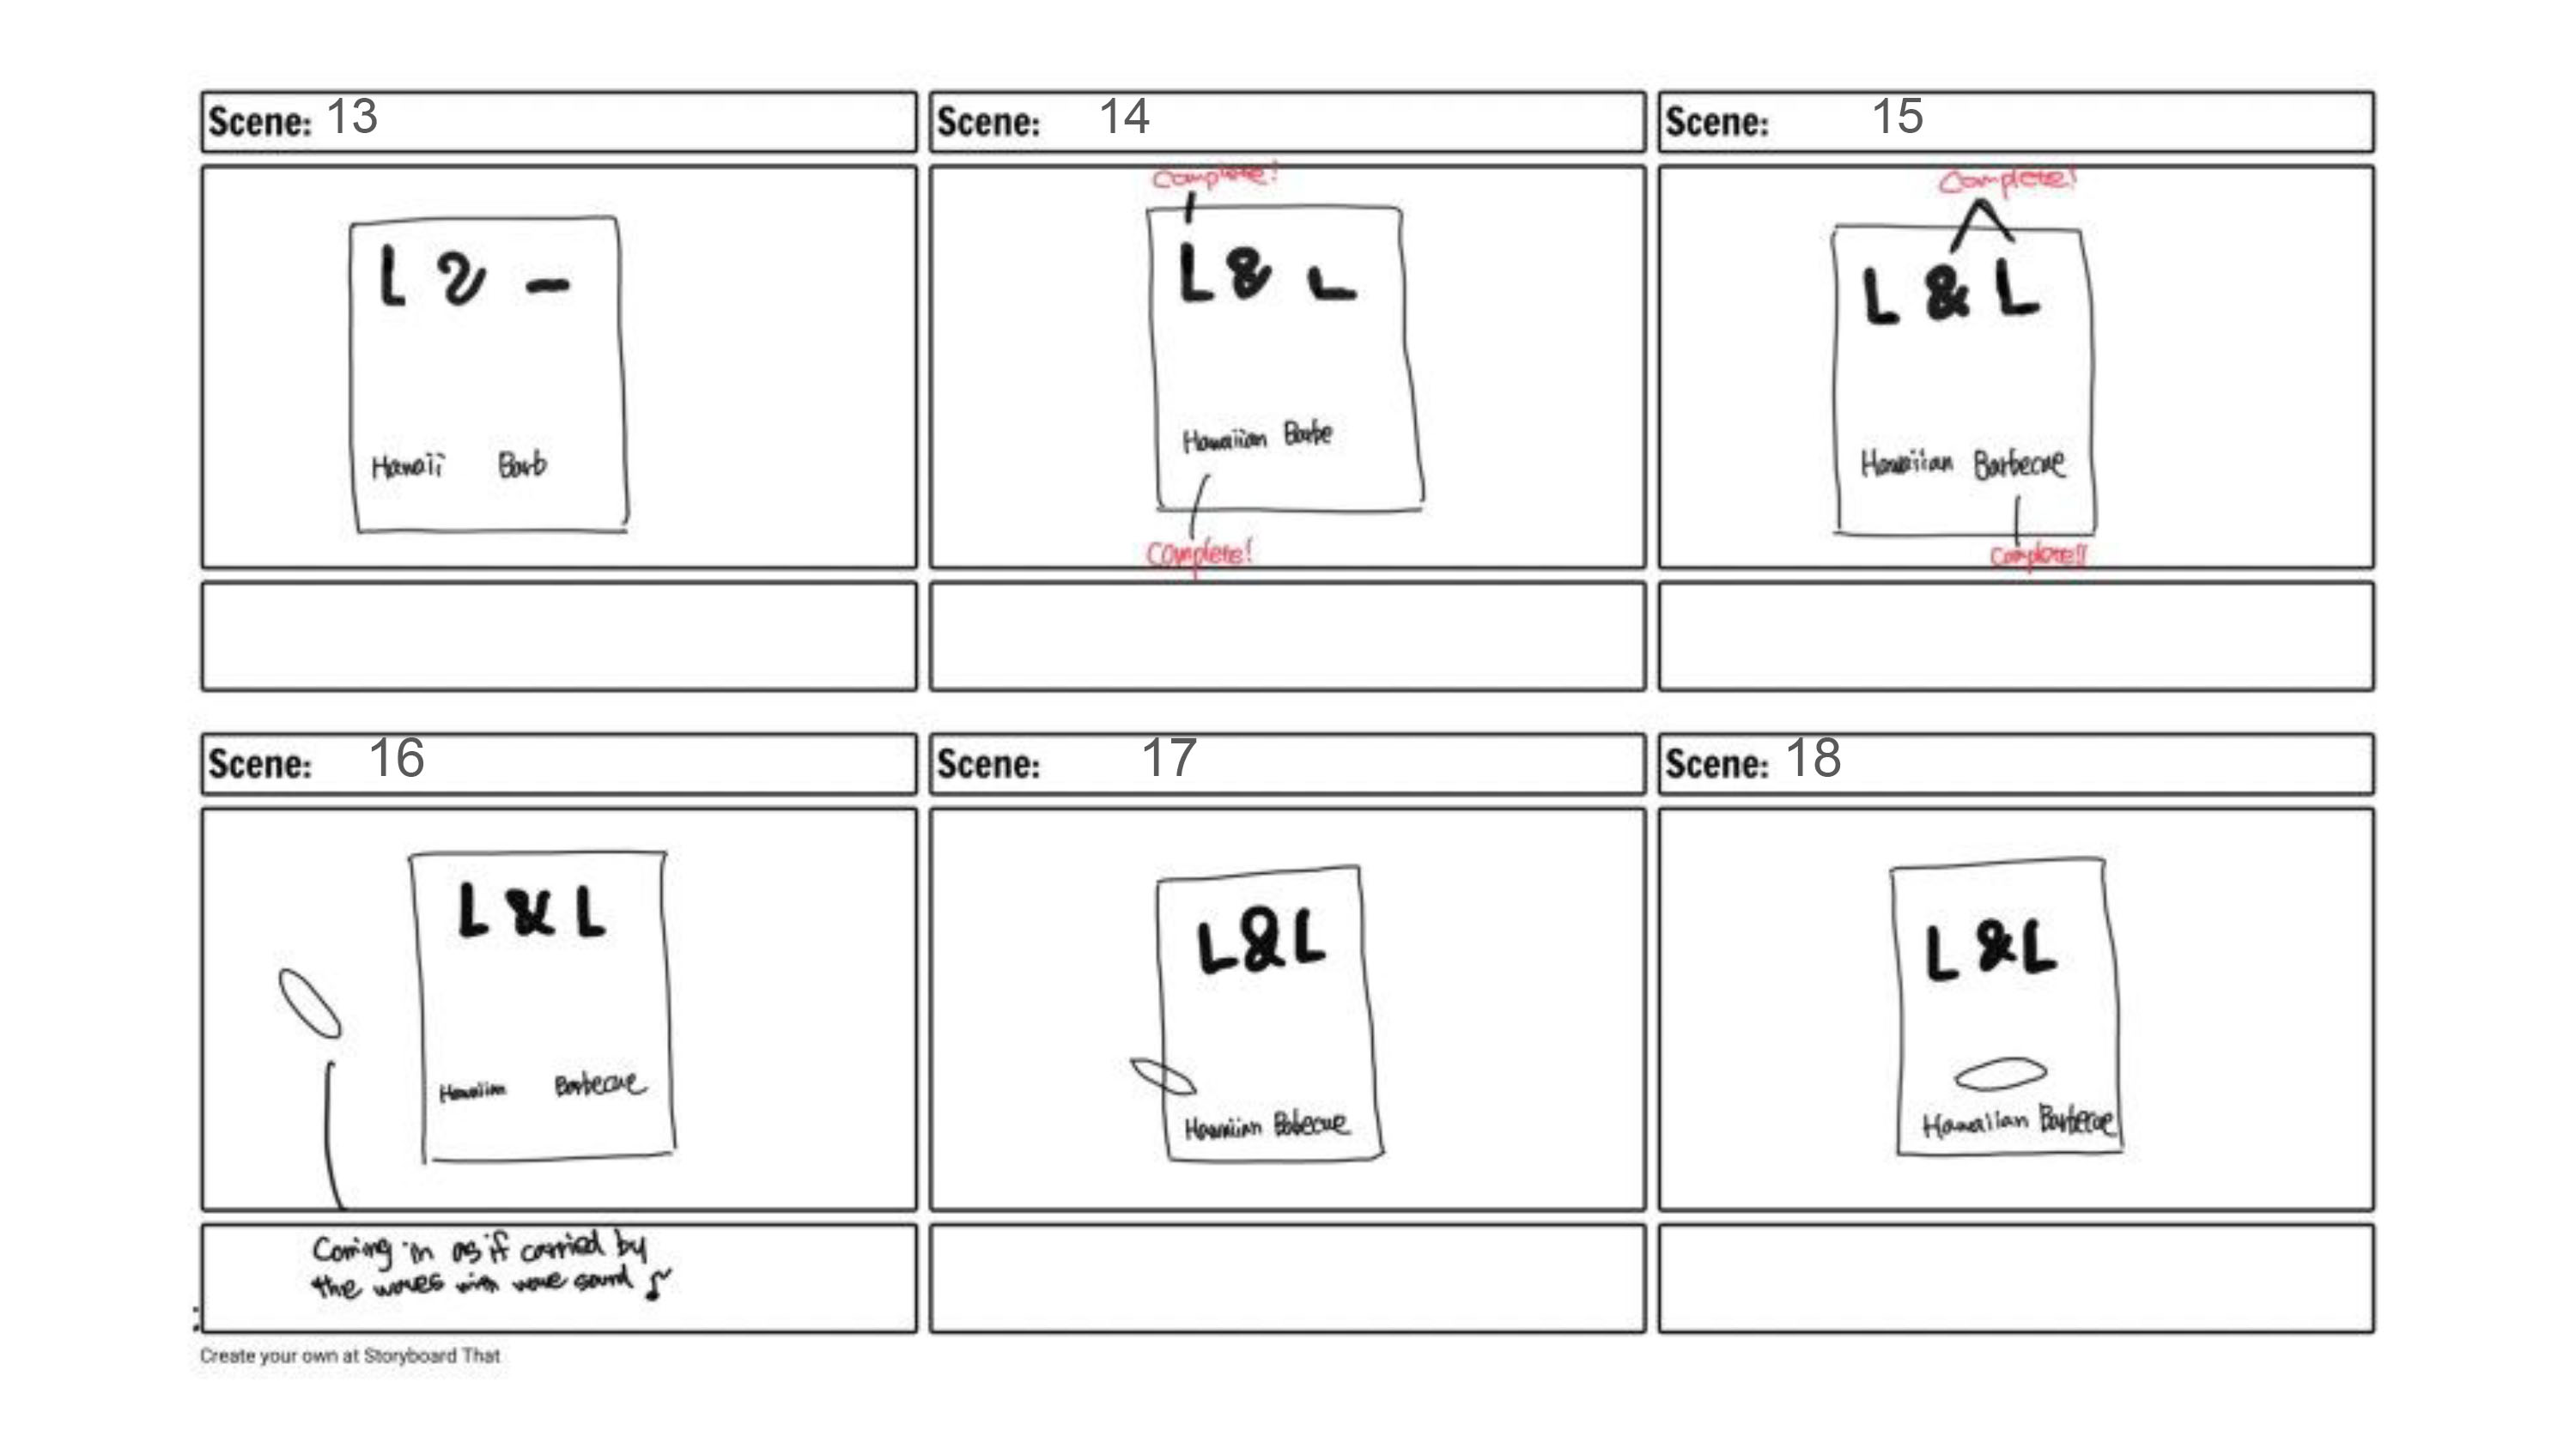 Scene: 13
L & –
Hawaii Barb
Scene: 14
Complete!
L & L
Hawaiian Barbe
Complete!
Scene: 15
Complete!
L & L
Hawaiian Barbecue
Complete!!
Scene: 16
L & L
Hawaiian Barbecue
Coming in as if carried by
the waves with wave sound ♪
Scene: 17
L&L
Hawaiian Babecue
Scene: 18
L &L
Hawaiian Barbecue
Create your own at Storyboard That